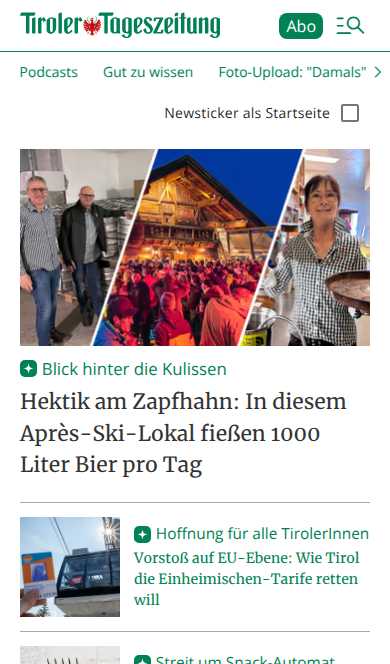 Tiroler Tageszeitung
Abo
Podcasts Gut zu wissen Foto-Upload: "Damals"
Newsticker als Startseite
Blick hinter die Kulissen
Hektik am Zapfhahn: In diesem
Après-Ski-Lokal fließen 1000
Liter Bier pro Tag
Hoffnung für alle TirolerInnen
Vorstoß auf EU-Ebene: Wie Tirol
die Einheimischen-Tarife retten
will
Streit um Snack-Automat